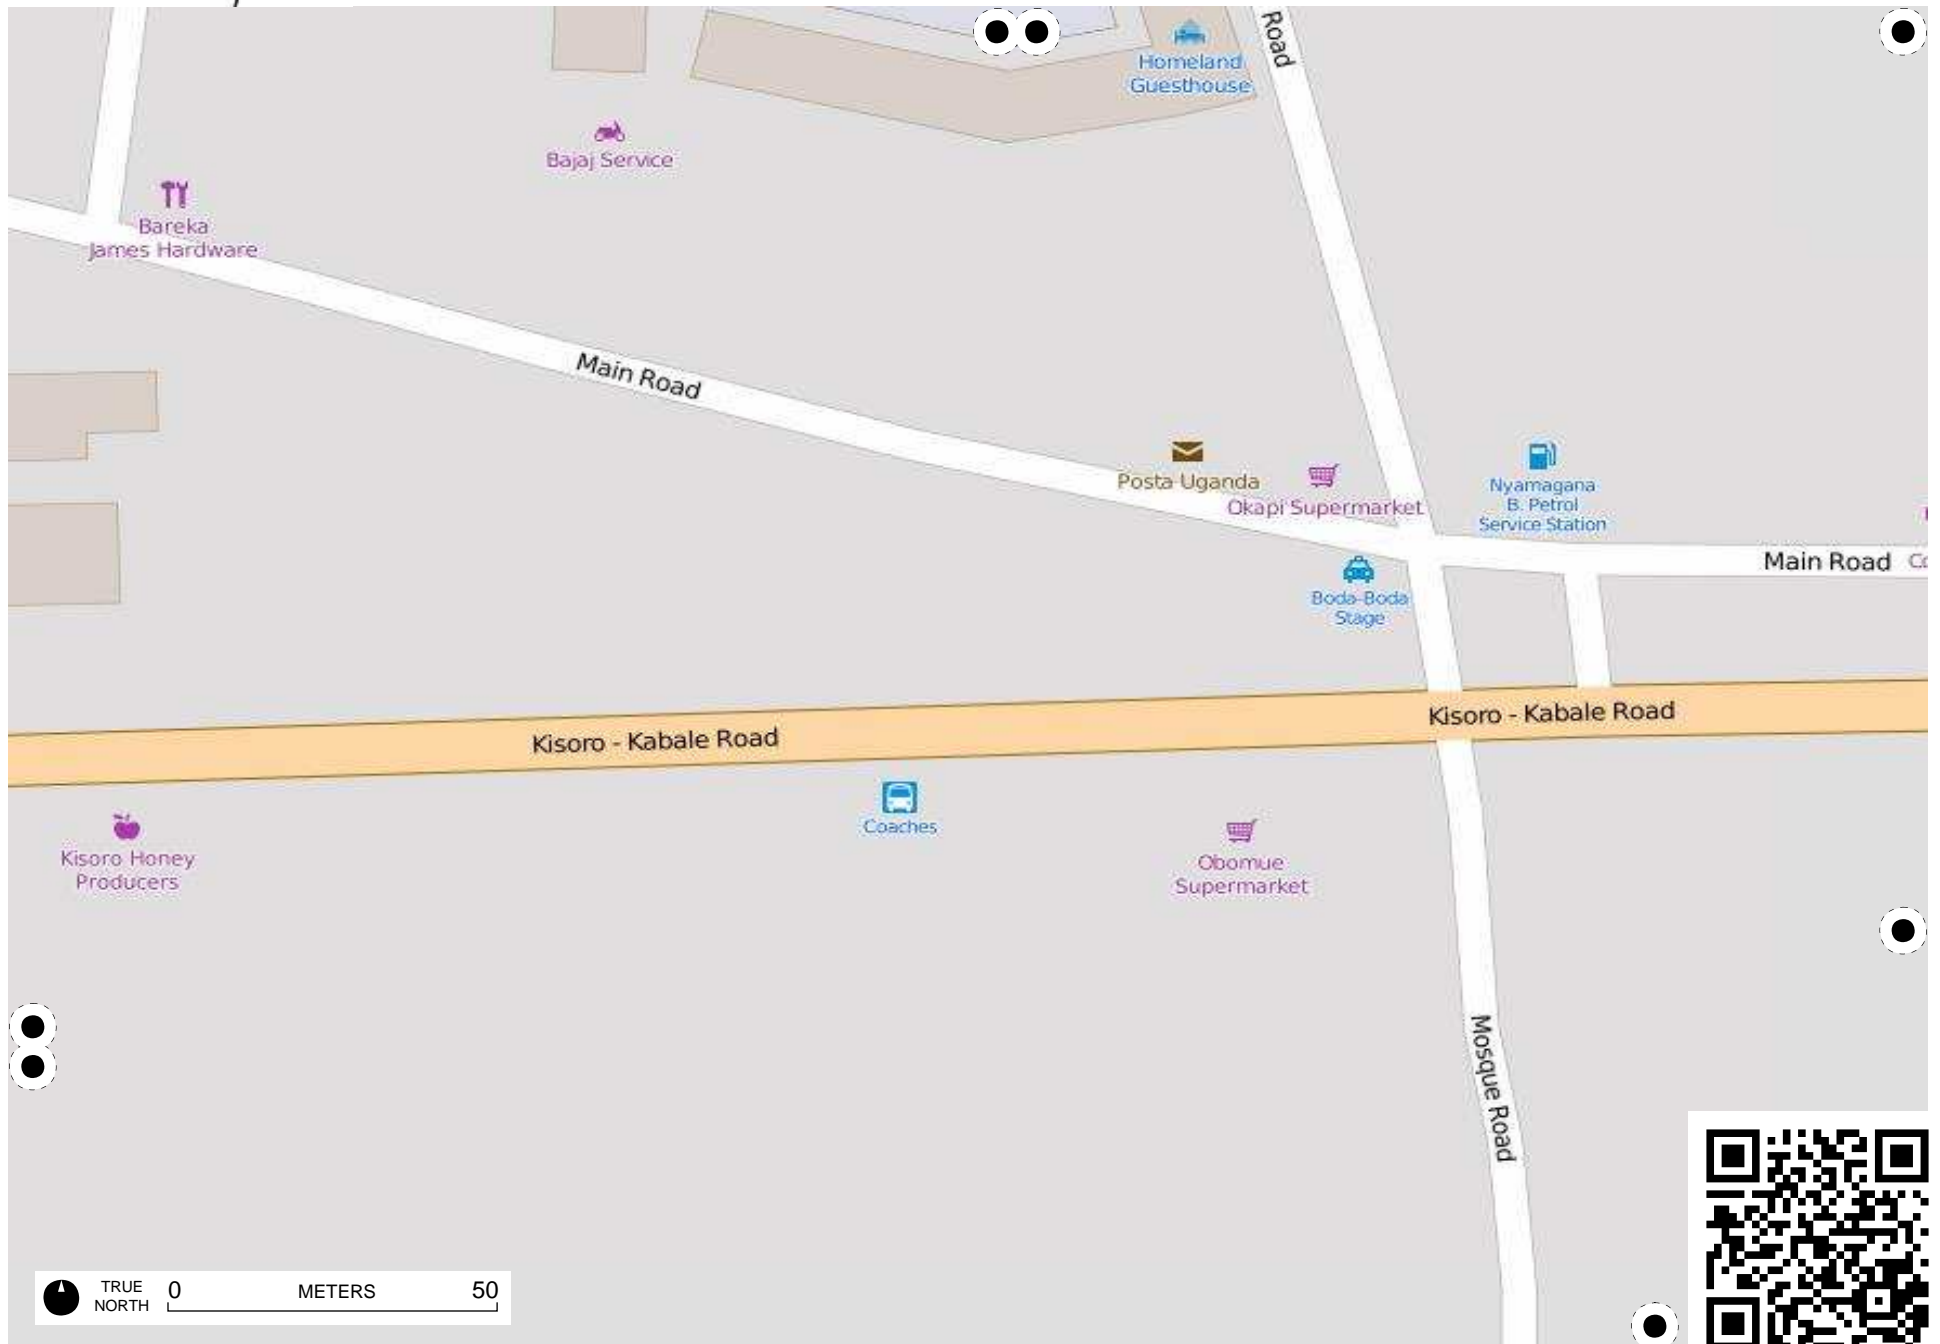 Road
Homeland
Guesthouse
Bajaj Service
Bareka
James Hardware
Main Road
Posta Uganda
Okapi Supermarket
Nyamagana
B. Petrol
Service Station
Main Road
Boda-Boda
Stage
Kisoro - Kabale Road
Kisoro - Kabale Road
Coaches
Kisoro Honey
Producers
Obomue
Supermarket
Mosque Road
TRUE
NORTH
0 METERS 50